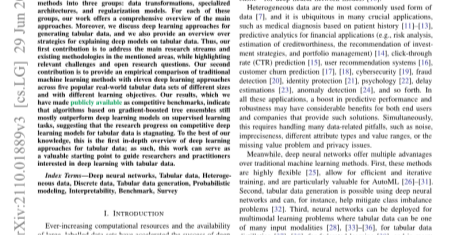 methods into three groups: data transformations, specialized
architectures, and regularization models. For each of these
groups, our work offers a comprehensive overview of the main
approaches. Moreover, we discuss deep learning approaches for
generating tabular data, and we also provide an overview over
strategies for explaining deep models on tabular data. Thus, our
first contribution is to address the main research streams and
existing methodologies in the mentioned areas, while highlighting
relevant challenges and open research questions. Our second
contribution is to provide an empirical comparison of traditional
machine learning methods with eleven deep learning approaches
across five popular real-world tabular data sets of different
sizes and with different learning objectives. Our results, which we
have made publicly available as competitive benchmarks, indicate
that algorithms based on gradient-boosted tree ensembles still
mostly outperform deep learning models on supervised learning
tasks, suggesting that the research progress on competitive deep
learning models for tabular data is stagnating. To the best of our
knowledge, this is the first in-depth overview of deep learning
approaches for tabular data; as such, this work can serve as
a valuable starting point to guide researchers and practitioners
interested in deep learning with tabular data.
Index Terms—Deep neural networks, Tabular data, Heteroge-
neous data, Discrete data, Tabular data generation, Probabilistic
modeling, Interpretability, Benchmark, Survey
I. INTRODUCTION
Ever-increasing computational resources and the availability
Heterogeneous data are the most commonly used form of
data [7], and it is ubiquitous in many crucial applications,
such as medical diagnosis based on patient history [11]–[13],
predictive analytics for financial applications (e.g., risk analysis,
estimation of creditworthiness, the recommendation of invest-
ment strategies, and portfolio management) [14], click-through
rate (CTR) prediction [15], user recommendation systems [16],
customer churn prediction [17], [18], cybersecurity [19], fraud
detection [20], identity protection [21], psychology [22], delay
estimations [23], anomaly detection [24], and so forth. In
all these applications, a boost in predictive performance and
robustness may have considerable benefits for both end users
and companies that provide such solutions. Simultaneously,
this requires handling many data-related pitfalls, such as noise,
impreciseness, different attribute types and value ranges, or the
missing value problem and privacy issues.
Meanwhile, deep neural networks offer multiple advantages
over traditional machine learning methods. First, these methods
are highly flexible [25], allow for efficient and iterative
training, and are particularly valuable for AutoML [26]–[31].
Second, tabular data generation is possible using deep neural
networks and can, for instance, help mitigate class imbalance
problems [32]. Third, neural networks can be deployed for
multimodal learning problems where tabular data can be one
of many input modalities [28], [33]–[36], for tabular data
arXiv:2110.01889v3 [cs.LG] 29 Jun 2